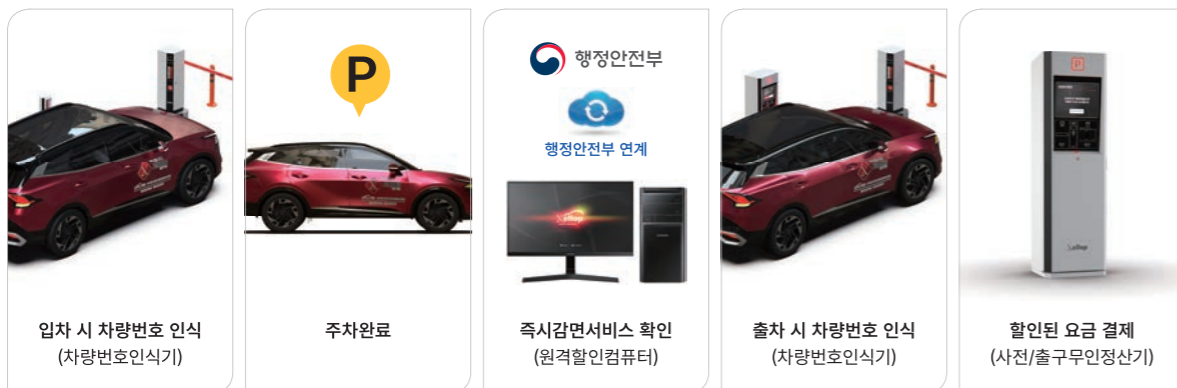 P
행정안전부
행정안전부 연계
입차 시 차량번호 인식
(차량번호인식기)
주차완료
즉시감면서비스 확인
(원격할인컴퓨터)
출차 시 차량번호 인식
(차량번호인식기)
할인된 요금 결제
(사전/출구무인정산기)